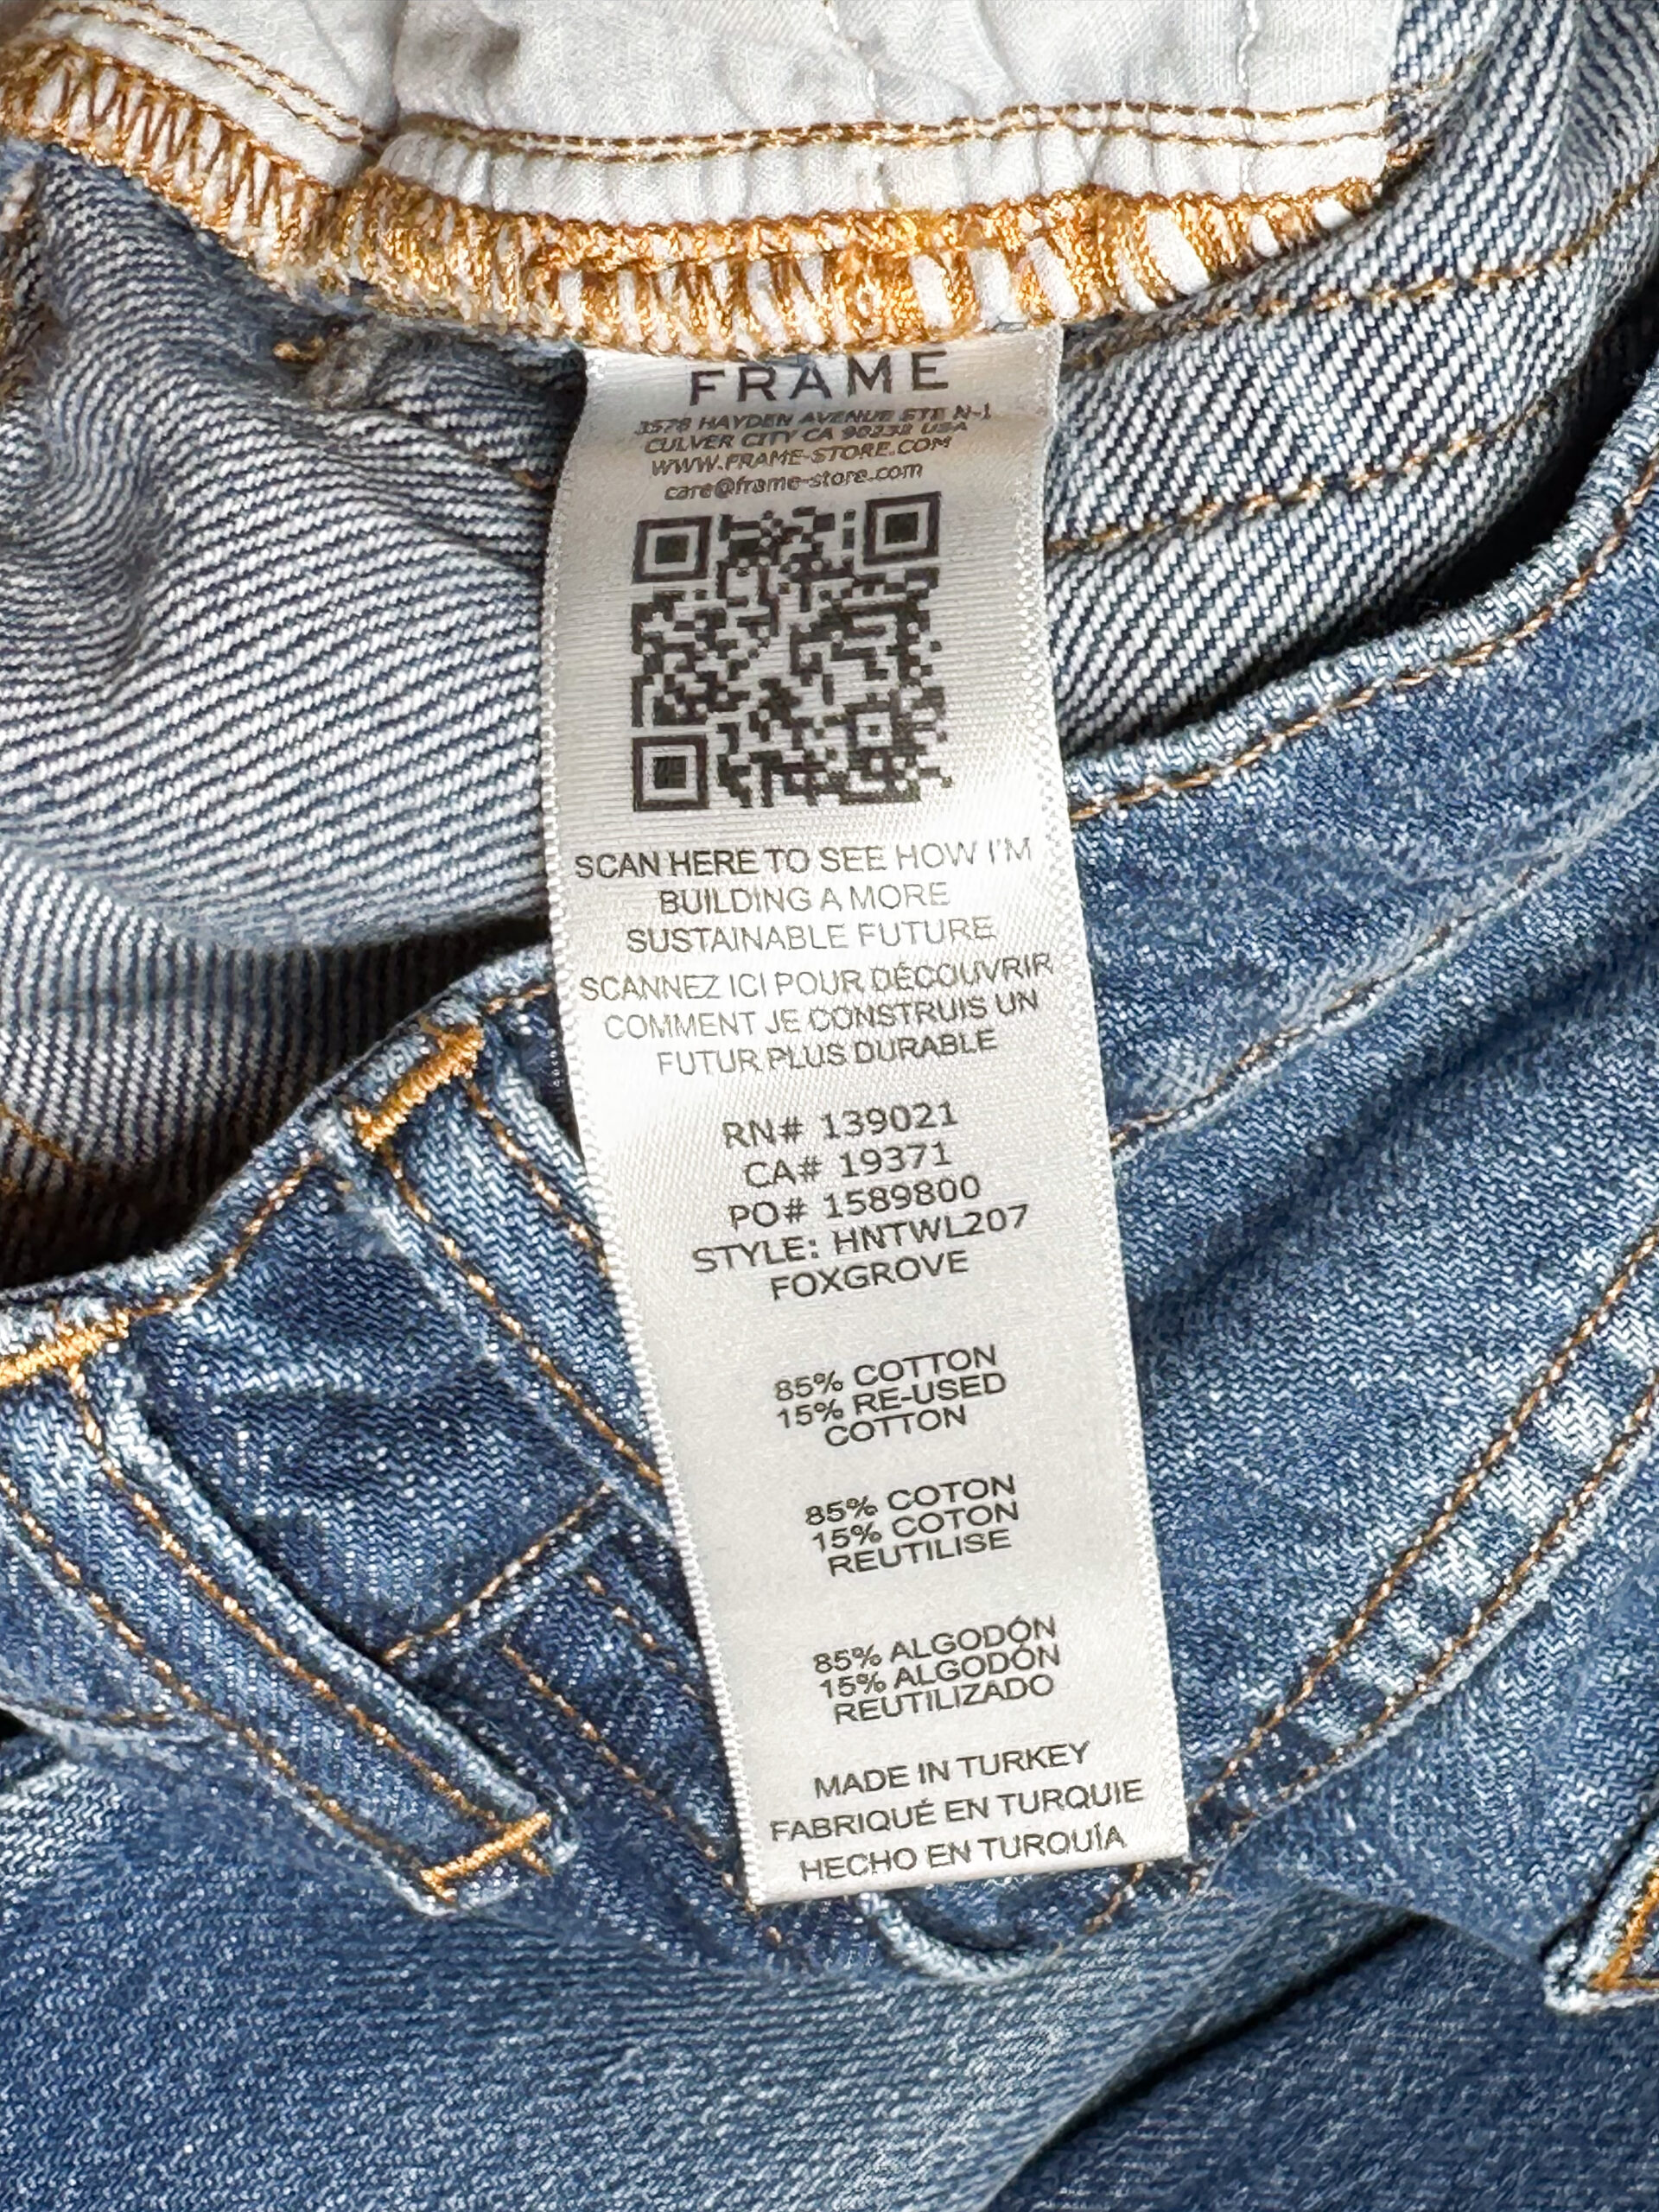 FRAME
3578 HAYDEN AVENUE STE N-1
CULVER CITY CA 90232 USA
WWW.FRAME-STORE.COM
care@frame-store.com
SCAN HERE TO SEE HOW I'M
BUILDING A MORE
SUSTAINABLE FUTURE
SCANNEZ ICI POUR DÉCOUVRIR
COMMENT JE CONSTRUIS UN
FUTUR PLUS DURABLE
RN# 139021
CA# 19371
PO# 1589800
STYLE: HNTWL207
FOXGROVE
85% COTTON
15% RE-USED
COTTON
85% COTON
15% COTON
REUTILISE
85% ALGODÓN
15% ALGODÓN
REUTILIZADO
MADE IN TURKEY
FABRIQUÉ EN TURQUIE
HECHO EN TURQUÍA